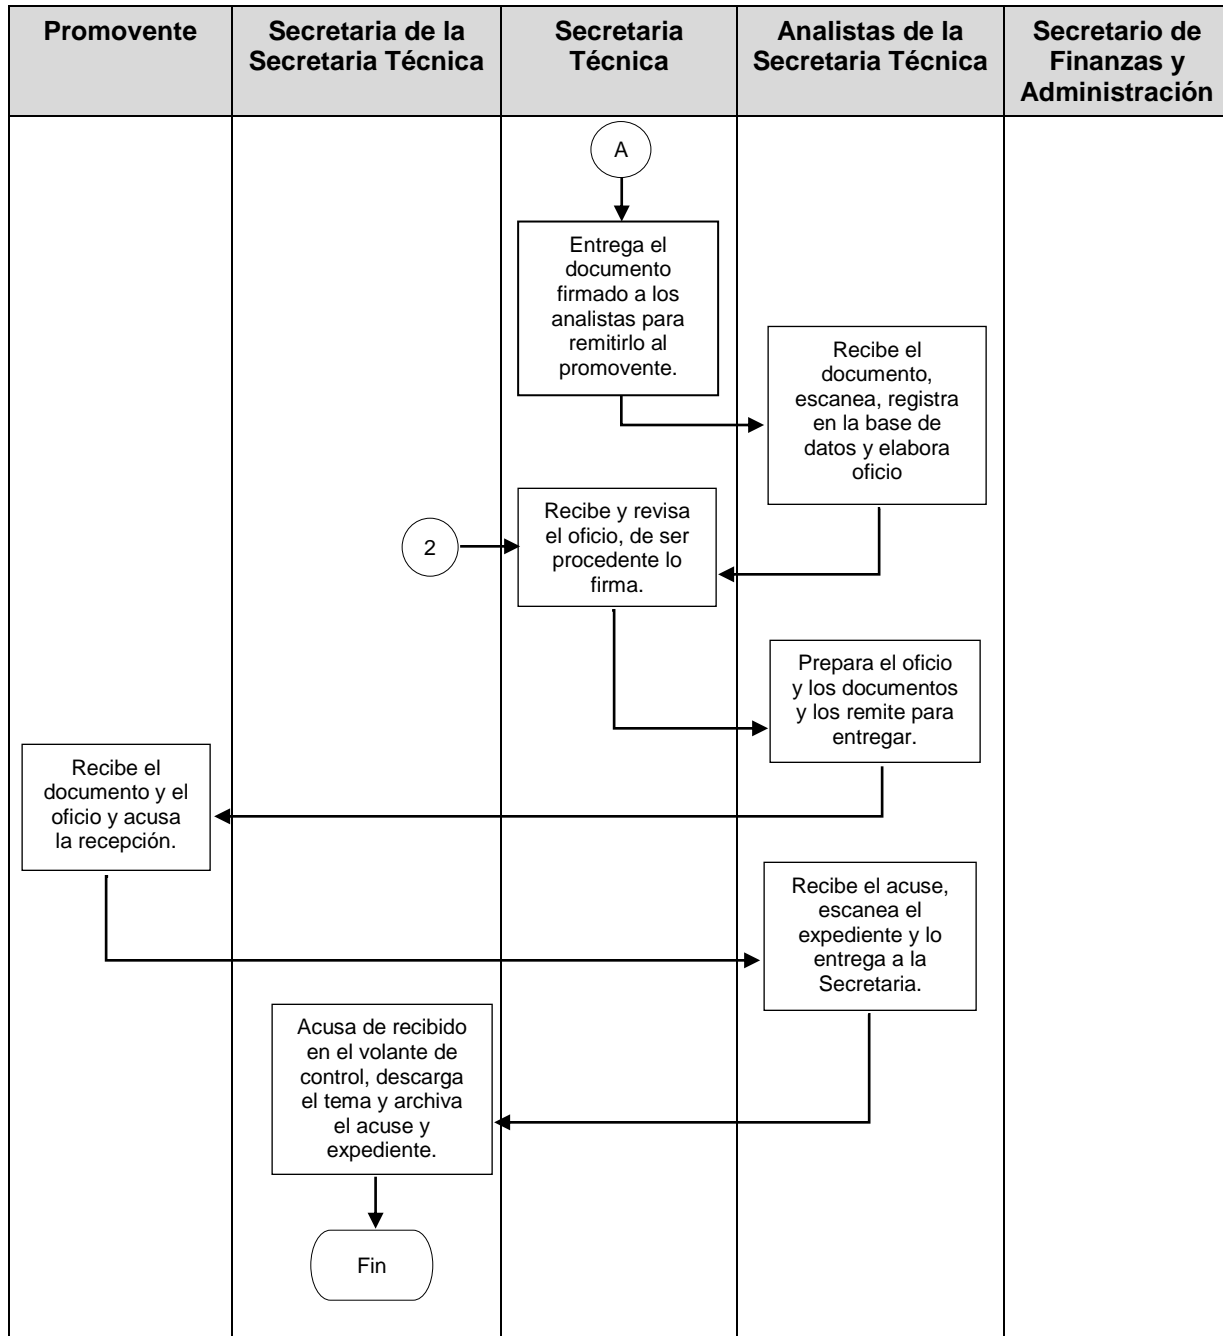 Promovente
Secretaria de la
Secretaria Técnica
Secretaria
Técnica
Analistas de la
Secretaria Técnica
Secretario de
Finanzas y
Administración
A
Entrega el
documento
firmado a los
analistas para
remitirlo al
promovente.
Recibe el
documento,
escanea, registra
en la base de
datos y elabora
oficio
2
Recibe y revisa
el oficio, de ser
procedente lo
firma.
Prepara el oficio
y los documentos
y los remite para
entregar.
Recibe el
documento y el
oficio y acusa
la recepción.
Recibe el acuse,
escanea el
expediente y lo
entrega a la
Secretaria.
Acusa de recibido
en el volante de
control, descarga
el tema y archiva
el acuse y
expediente.
Fin